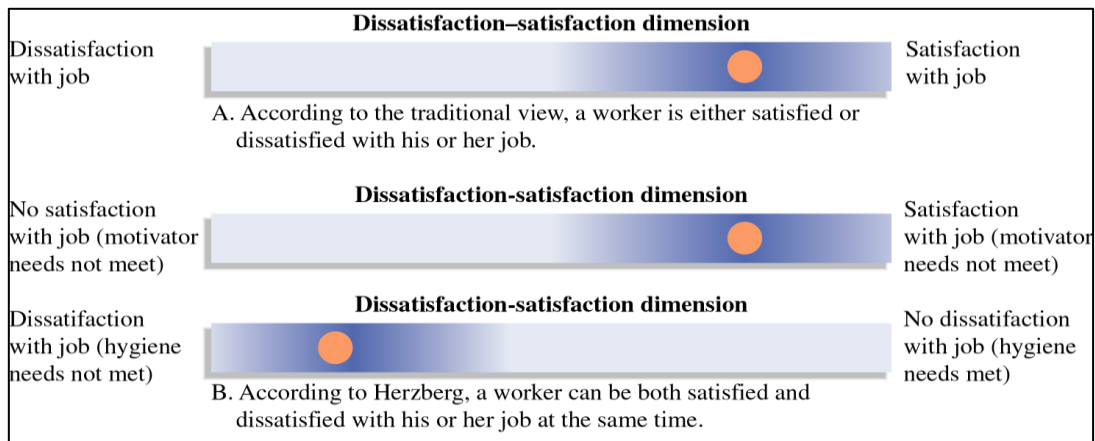 Dissatisfaction–satisfaction dimension
Dissatisfaction
with job
Satisfaction
with job
A. According to the traditional view, a worker is either satisfied or
dissatisfied with his or her job.
Dissatisfaction-satisfaction dimension
No satisfaction
with job (motivator
needs not meet)
Satisfaction
with job (motivator
needs not meet)
Dissatisfaction-satisfaction dimension
Dissatifaction
with job (hygiene
needs not met)
No dissatifaction
with job (hygiene
needs met)
B. According to Herzberg, a worker can be both satisfied and
dissatisfied with his or her job at the same time.